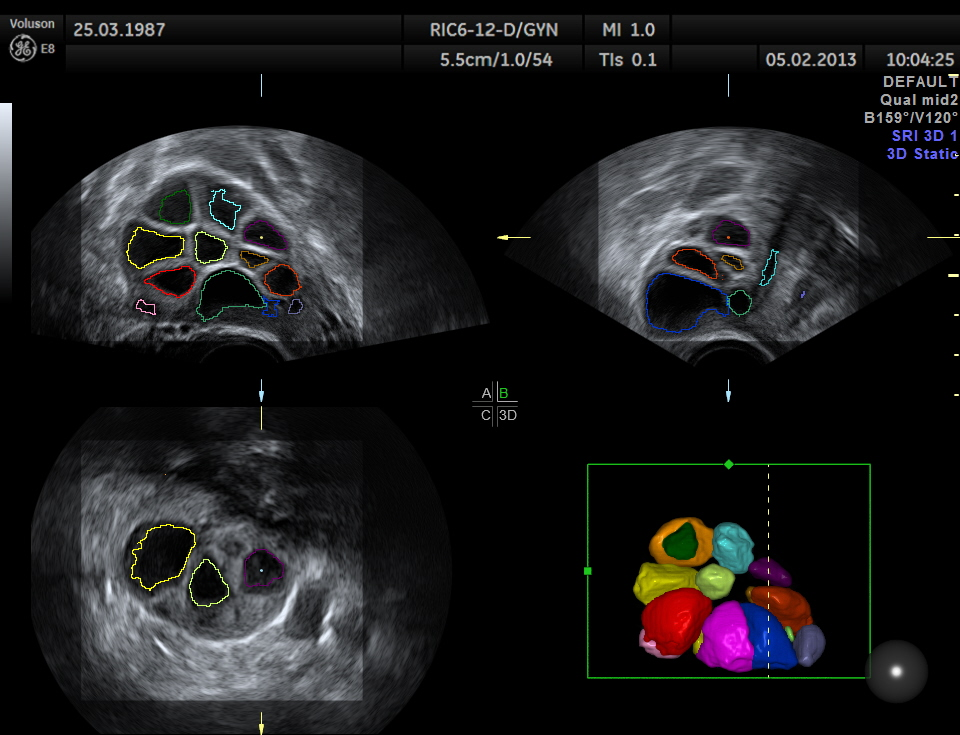 Voluson
E8
25.03.1987
RIC6-12-D/GYN
MI 1.0
5.5cm/1.0/54
TIs 0.1
05.02.2013
10:04:25
DEFAULT
Qual mid2
B159°/V120°
SRI 3D 1
3D Static
A B
C 3D